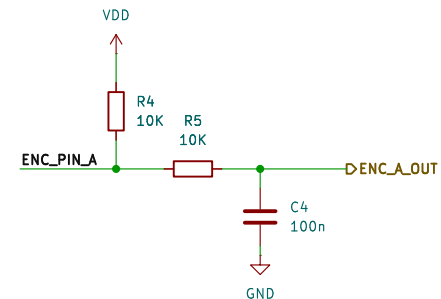 VDD
R4
10K
R5
10K
ENC_PIN_A
ENC_A_OUT
C4
100n
GND